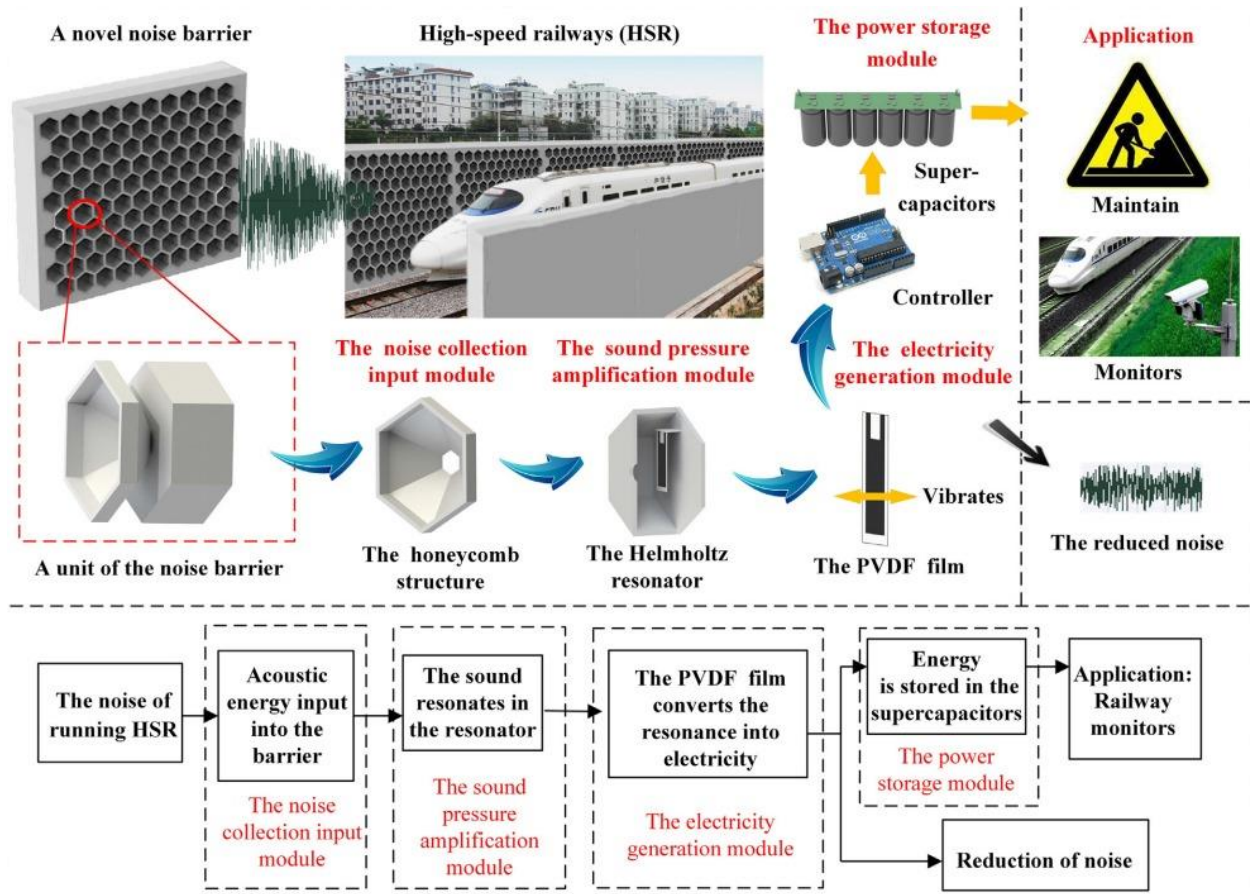 A novel noise barrier
High-speed railways (HSR)
The power storage
module
Application
Super-
capacitors
Maintain
Controller
The noise collection
input module
The sound pressure
amplification module
The electricity
generation module
Monitors
Vibrates
A unit of the noise barrier
The honeycomb
structure
The Helmholtz
resonator
The PVDF film
The reduced noise
The noise of
running HSR
Acoustic
energy input
into the
barrier
The noise
collection input
module
The sound
resonates in
the resonator
The sound
pressure
amplification
module
The PVDF film
converts the
resonance into
electricity
The electricity
generation module
Energy
is stored in the
supercapacitors
The power
storage module
Application:
Railway
monitors
Reduction of noise